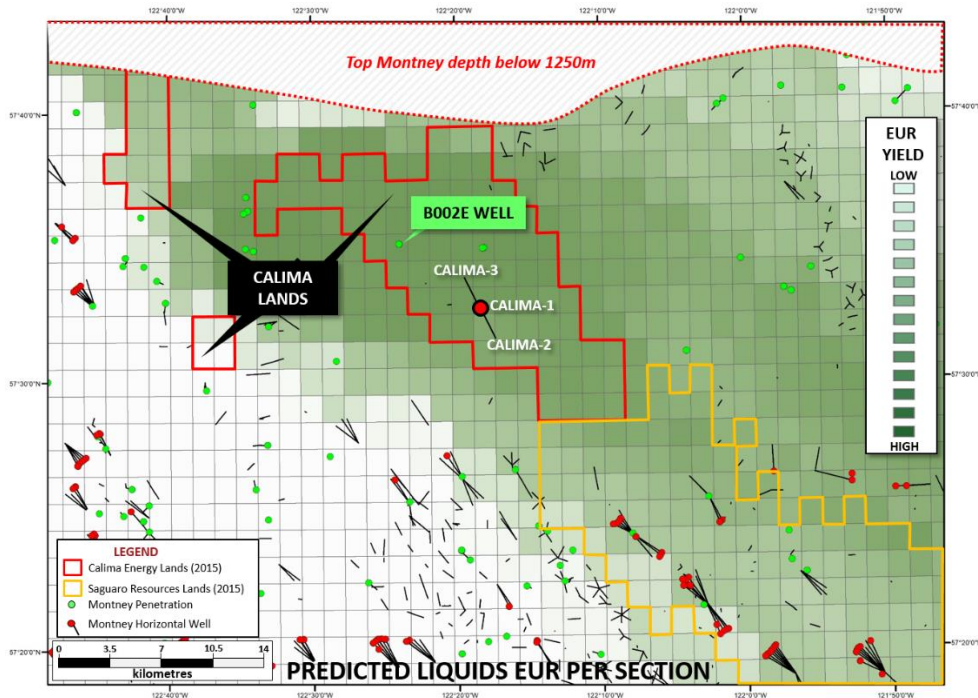 122°40'0"W 122°30'0"W 122°20'0"W 122°10'0"W 122°0'0"W 121°50'0"W
Top Montney depth below 1250m
57°40'0"N
57°40'0"N
EUR
YIELD
LOW
HIGH
B002E WELL
CALIMA
LANDS
CALIMA-3
CALIMA-1
CALIMA-2
57°30'0"N
57°30'0"N
LEGEND
Calima Energy Lands (2015)
Saguaro Resources Lands (2015)
Montney Penetration
Montney Horizontal Well
0 3.5 7 10.5 14
kilometres
57°20'0"N
57°20'0"N
PREDICTED LIQUIDS EUR PER SECTION
122°40'0"W 122°30'0"W 122°20'0"W 122°10'0"W 122°0'0"W 121°50'0"W